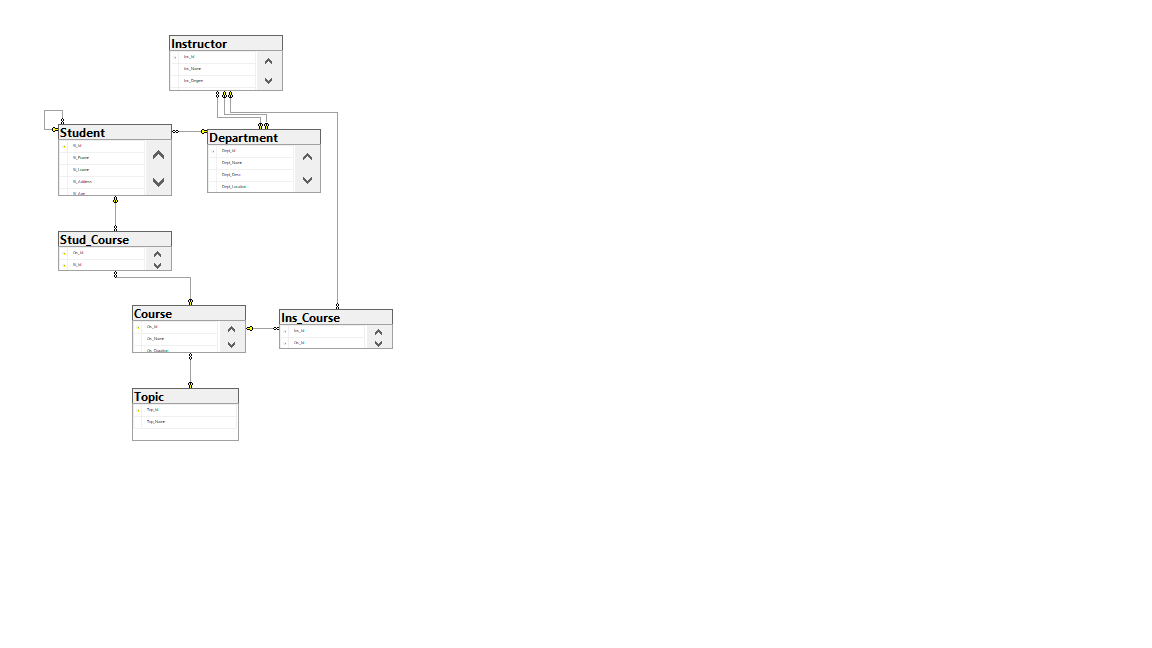 Instructor
Ins_Id
Ins_Name
Ins_Degree
Student
St_Id
St_Fname
St_Lname
St_Address
St_Age
Department
Dept_Id
Dept_Name
Dept_Desc
Dept_Location
Stud_Course
Crs_Id
St_Id
Course
Crs_Id
Crs_Name
Crs_Duration
Ins_Course
Ins_Id
Crs_Id
Topic
Top_Id
Top_Name